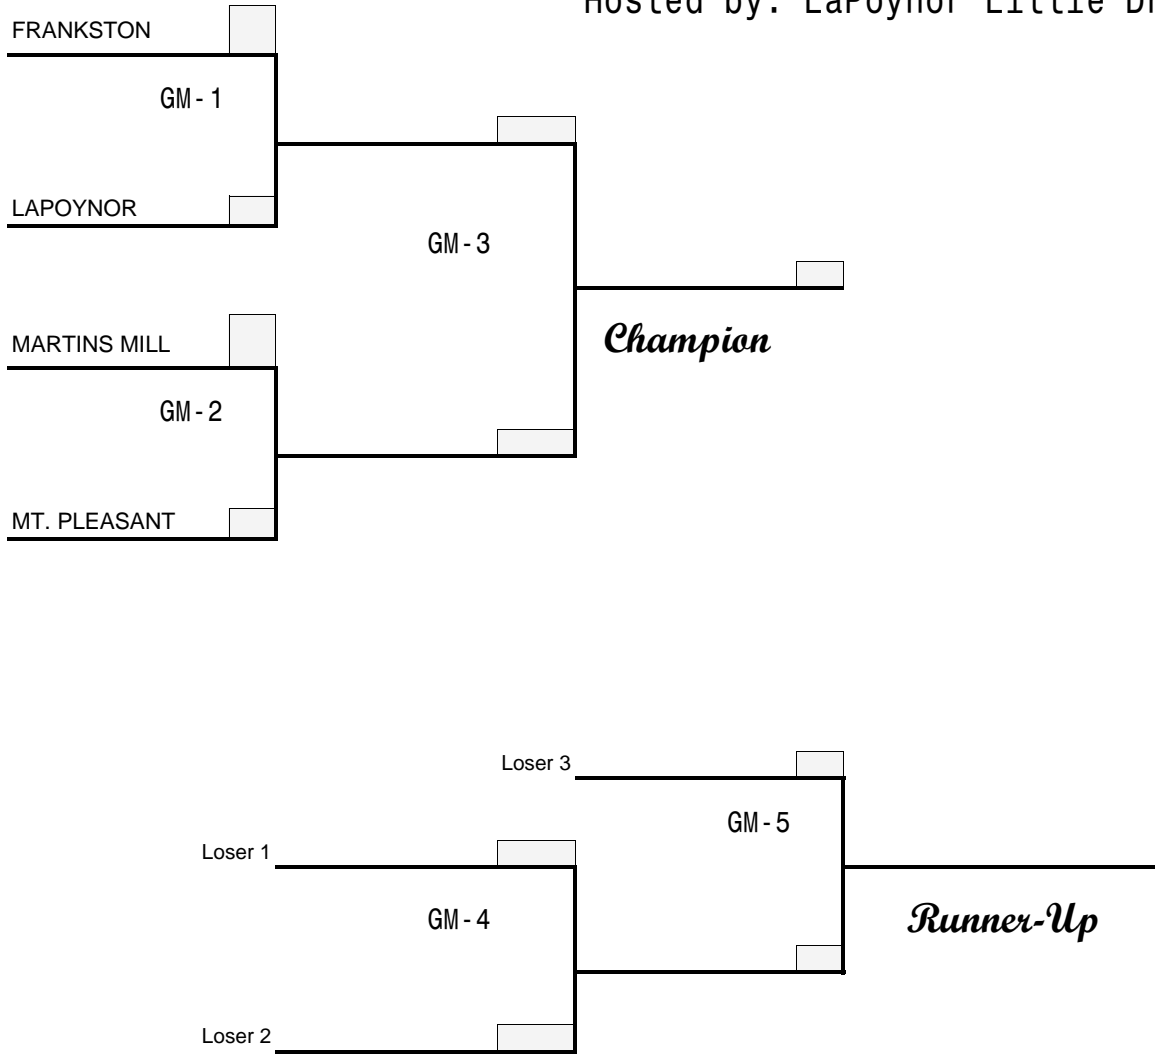 Hosted by: LaPoynor Little
FRANKSTON
GM-1
LAPOYNOR
GM-3
MARTINS MILL
Champion
GM-2
MT. PLEASANT
Loser 3
GM-5
Loser 1
GM-4
Runner-Up
Loser 2